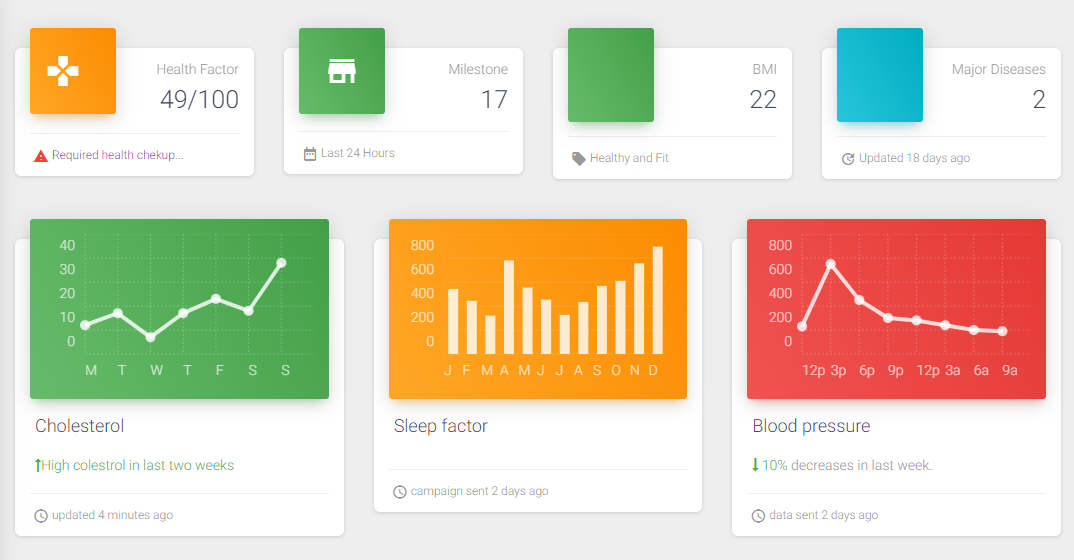 Health Factor
49/100
Required health chekup...
Milestone
17
Last 24 Hours
BMI
22
Healthy and Fit
Major Diseases
2
Updated 18 days ago
40
30
20
10
0
M T W T F S S
Cholesterol
High colestrol in last two weeks
updated 4 minutes ago
800
600
400
200
0
J F M A M J J A S O N D
Sleep factor
campaign sent 2 days ago
800
600
400
200
0
12p 3p 6p 9p 12p 3a 6a 9a
Blood pressure
10% decreases in last week.
data sent 2 days ago